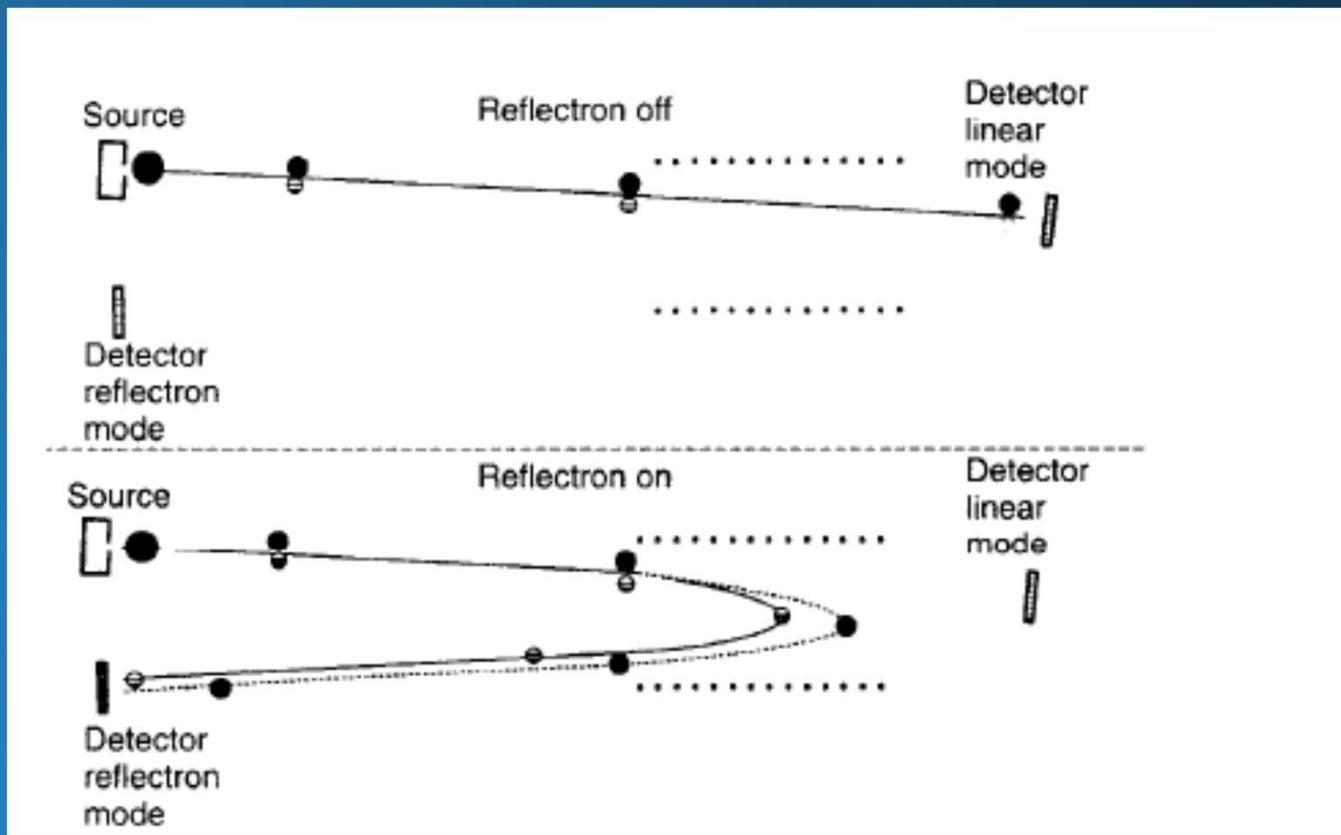 Source
Reflectron off
Detector
linear
mode
Detector
reflectron
mode
Source
Reflectron on
Detector
linear
mode
Detector
reflectron
mode